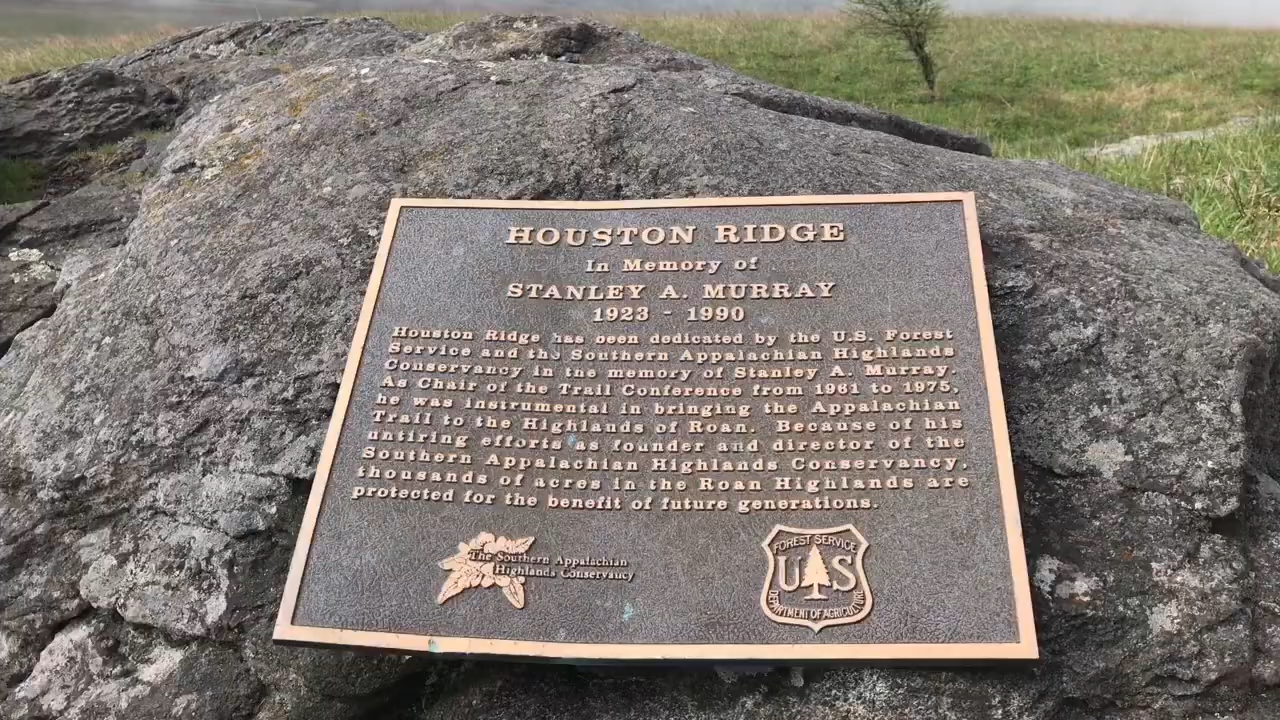 HOUSTON RIDGE
In Memory of
STANLEY A. MURRAY
1923 - 1990
Houston Ridge has been dedicated by the U.S. Forest
Service and the Southern Appalachian Highlands
Conservancy in the memory of Stanley A. Murray.
As Chair of the Trail Conference from 1961 to 1975,
he was instrumental in bringing the Appalachian
Trail to the Highlands of Roan. Because of his
untiring efforts as founder and director of the
Southern Appalachian Highlands Conservancy,
thousands of acres in the Roan Highlands are
protected for the benefit of future generations.
The Southern Appalachian
Highlands Conservancy
FOREST SERVICE
US
DEPARTMENT OF AGRICULTURE